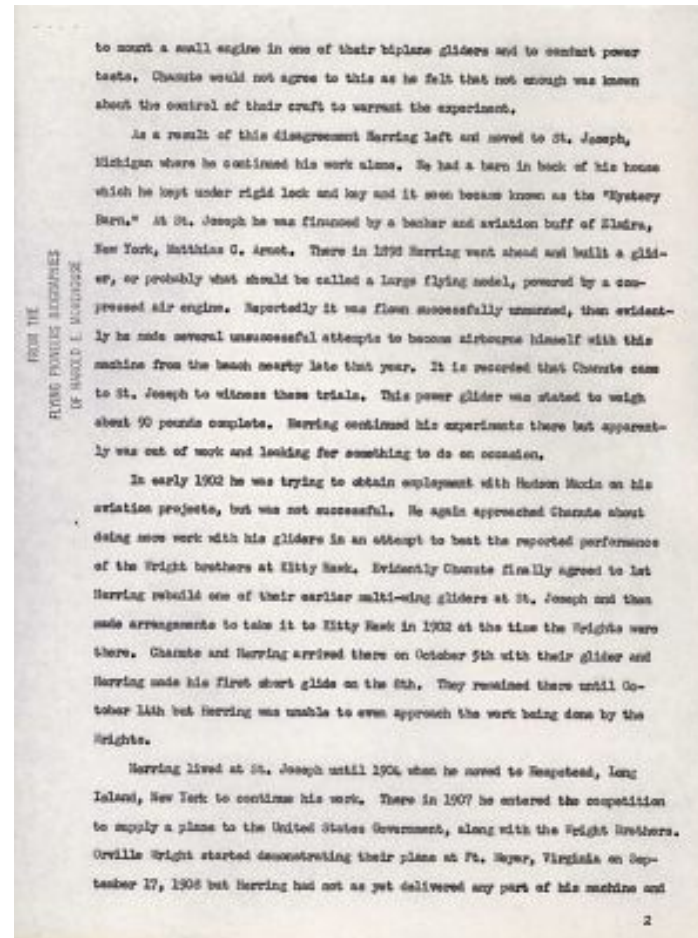 to mount a small engine in one of their biplane gliders and to conduct power
tests. Chanute would not agree to this as he felt that not enough was known
about the control of their craft to warrant the experiment.
As a result of this disagreement Herring left and moved to St. Joseph,
Michigan where he continued his work alone. He had a barn in back of his house
which he kept under rigid lock and key and it soon became known as the "Mystery
Barn." At St. Joseph he was financed by a banker and aviation buff of Elmira,
New York, Matthias C. Arnot. There in 1898 Herring went ahead and built a glid-
er, or probably what should be called a large flying model, powered by a com-
pressed air engine. Reportedly it was flown successfully unmanned, then evident-
ly he made several unsuccessful attempts to become airbourne himself with this
machine from the beach nearby late that year. It is recorded that Chanute came
to St. Joseph to witness these trials. This power glider was stated to weigh
about 90 pounds complete. Herring continued his experiments there but apparent-
ly was out of work and looking for something to do on occasion.
In early 1902 he was trying to obtain employment with Hudson Maxim on his
aviation projects, but was not successful. He again approached Chanute about
doing more work with his gliders in an attempt to beat the reported performance
of the Wright brothers at Kitty Hawk. Evidently Chanute finally agreed to let
Herring rebuild one of their earlier multi-wing gliders at St. Joseph and then
made arrangements to take it to Kitty Hawk in 1902 at the time the Wrights were
there. Chanute and Herring arrived there on October 5th with their glider and
Herring made his first short glide on the 8th. They remained there until Oc-
tober 14th but Herring was unable to even approach the work being done by the
Wrights.
Herring lived at St. Joseph until 1904 when he moved to Hempstead, Long
Island, New York to continue his work. There in 1907 he entered the competition
to supply a plane to the United States Government, along with the Wright Brothers.
Orville Wright started demonstrating their plane at Ft. Meyer, Virginia on Sep-
tember 17, 1908 but Herring had not as yet delivered any part of his machine and
2
FROM THE
FLYING PIONEERS BIOGRAPHIES
OF HAROLD E. MOREHOUSE